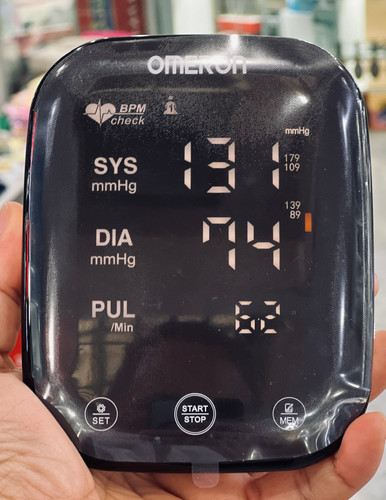 OMRON
BPM
check
1
mmHg
SYS
mmHg
131
179
109
139
89
DIA
mmHg
74
PUL
/Min
62
SET
START
STOP
MEM